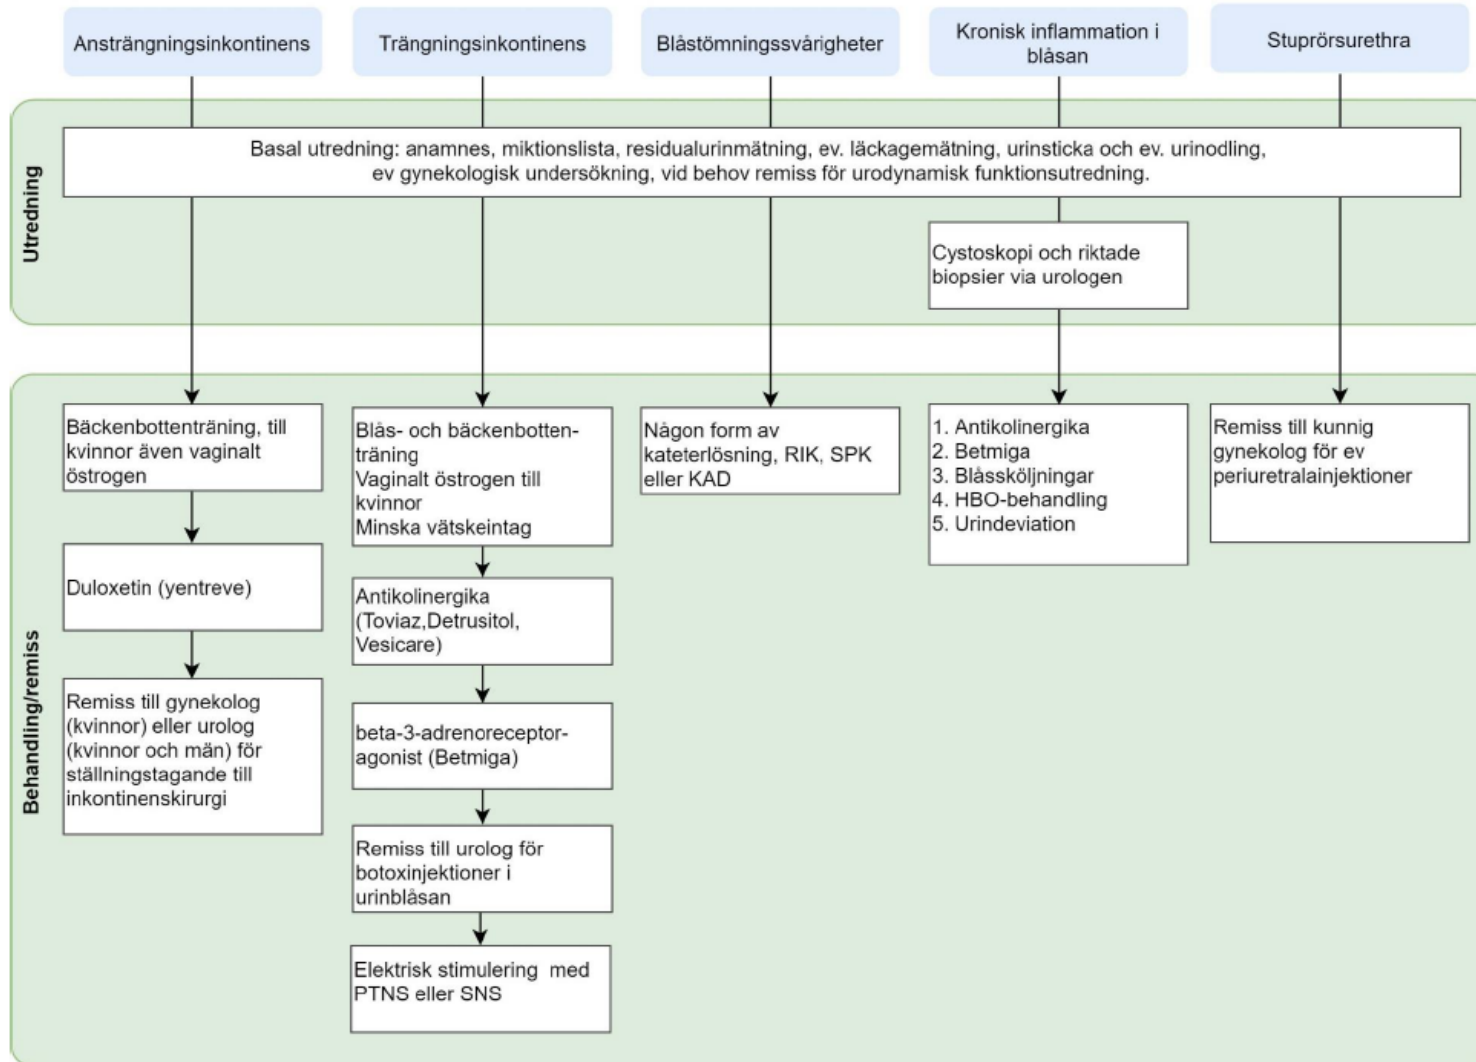 Ansträngningsinkontinens
Trängningsinkontinens
Blåstömningssvårigheter
Kronisk inflammation i
blåsan
Stuprörsurethra
Utredning
Basal utredning: anamnes, miktionslista, residualurinmätning, ev. läckagemätning, urinsticka och ev. urinodling,
ev gynekologisk undersökning, vid behov remiss för urodynamisk funktionsutredning.
Cystoskopi och riktade
biopsier via urologen
Behandling/remiss
Bäckenbottenträning, till
kvinnor även vaginalt
östrogen
Duloxetin (yentreve)
Remiss till gynekolog
(kvinnor) eller urolog
(kvinnor och män) för
ställningstagande till
inkontinenskirurgi
Blås- och bäckenbotten-
träning
Vaginalt östrogen till
kvinnor
Minska vätskeintag
Antikolinergika
(Toviaz,Detrusitol,
Vesicare)
beta-3-adrenoreceptor-
agonist (Betmiga)
Remiss till urolog för
botoxinjektioner i
urinblåsan
Elektrisk stimulering med
PTNS eller SNS
Någon form av
kateterlösning, RIK, SPK
eller KAD
1. Antikolinergika
2. Betmiga
3. Blåssköljningar
4. HBO-behandling
5. Urindeviation
Remiss till kunnig
gynekolog för ev
periuretralainjektioner